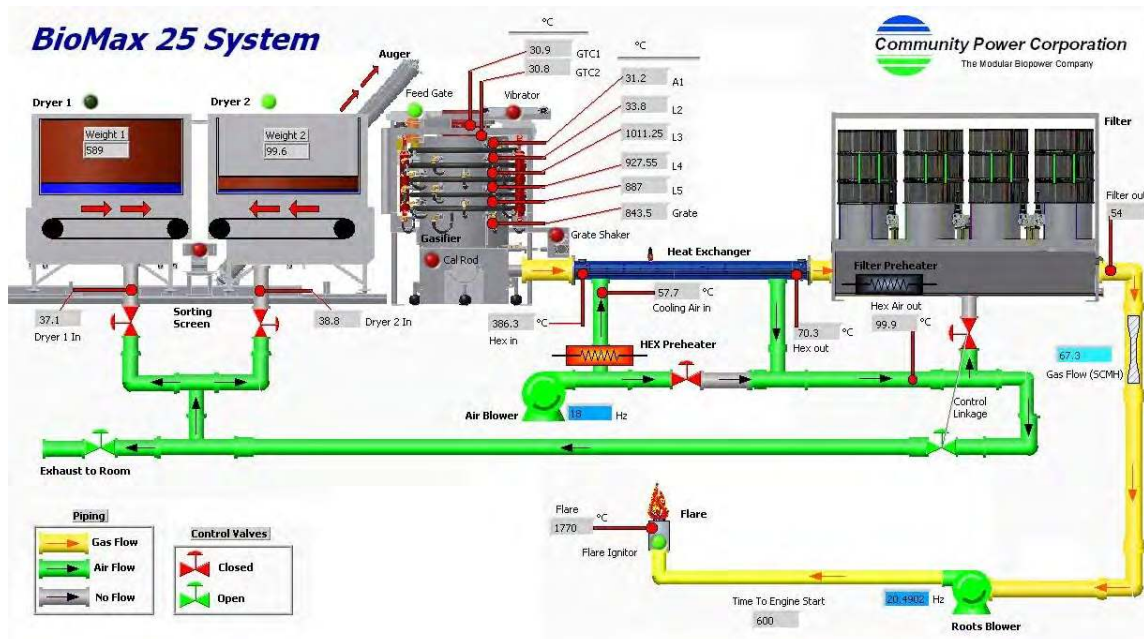 BioMax 25 System
Community Power Corporation
The Modular Biopower Company
°C
30.9 GTC1
30.8 GTC2
°C
31.2 A1
33.8 L2
1011.25 L3
927.55 L4
887 L5
843.5 Grate
Auger
Dryer 1
Dryer 2
Feed Gate
Vibrator
Weight 1
589
Weight 2
99.6
Filter
Filter out
54
Gasifier
Grate Shaker
Cal Rod
Heat Exchanger
Filter Preheater
37.1
Dryer 1 In
Sorting
Screen
38.8
Dryer 2 In
386.3 °C
Hex in
57.7 °C
Cooling Air in
70.3 °C
Hex out
Hex Air out
99.9 °C
HEX Preheater
67.3
Gas Flow (SCMH)
Air Blower
18 Hz
Control
Linkage
Exhaust to Room
Piping
Gas Flow
Air Flow
No Flow
Control Valves
Closed
Open
Flare
1770 °C
Flare
Flare Ignitor
Time To Engine Start
600
20.4902 Hz
Roots Blower